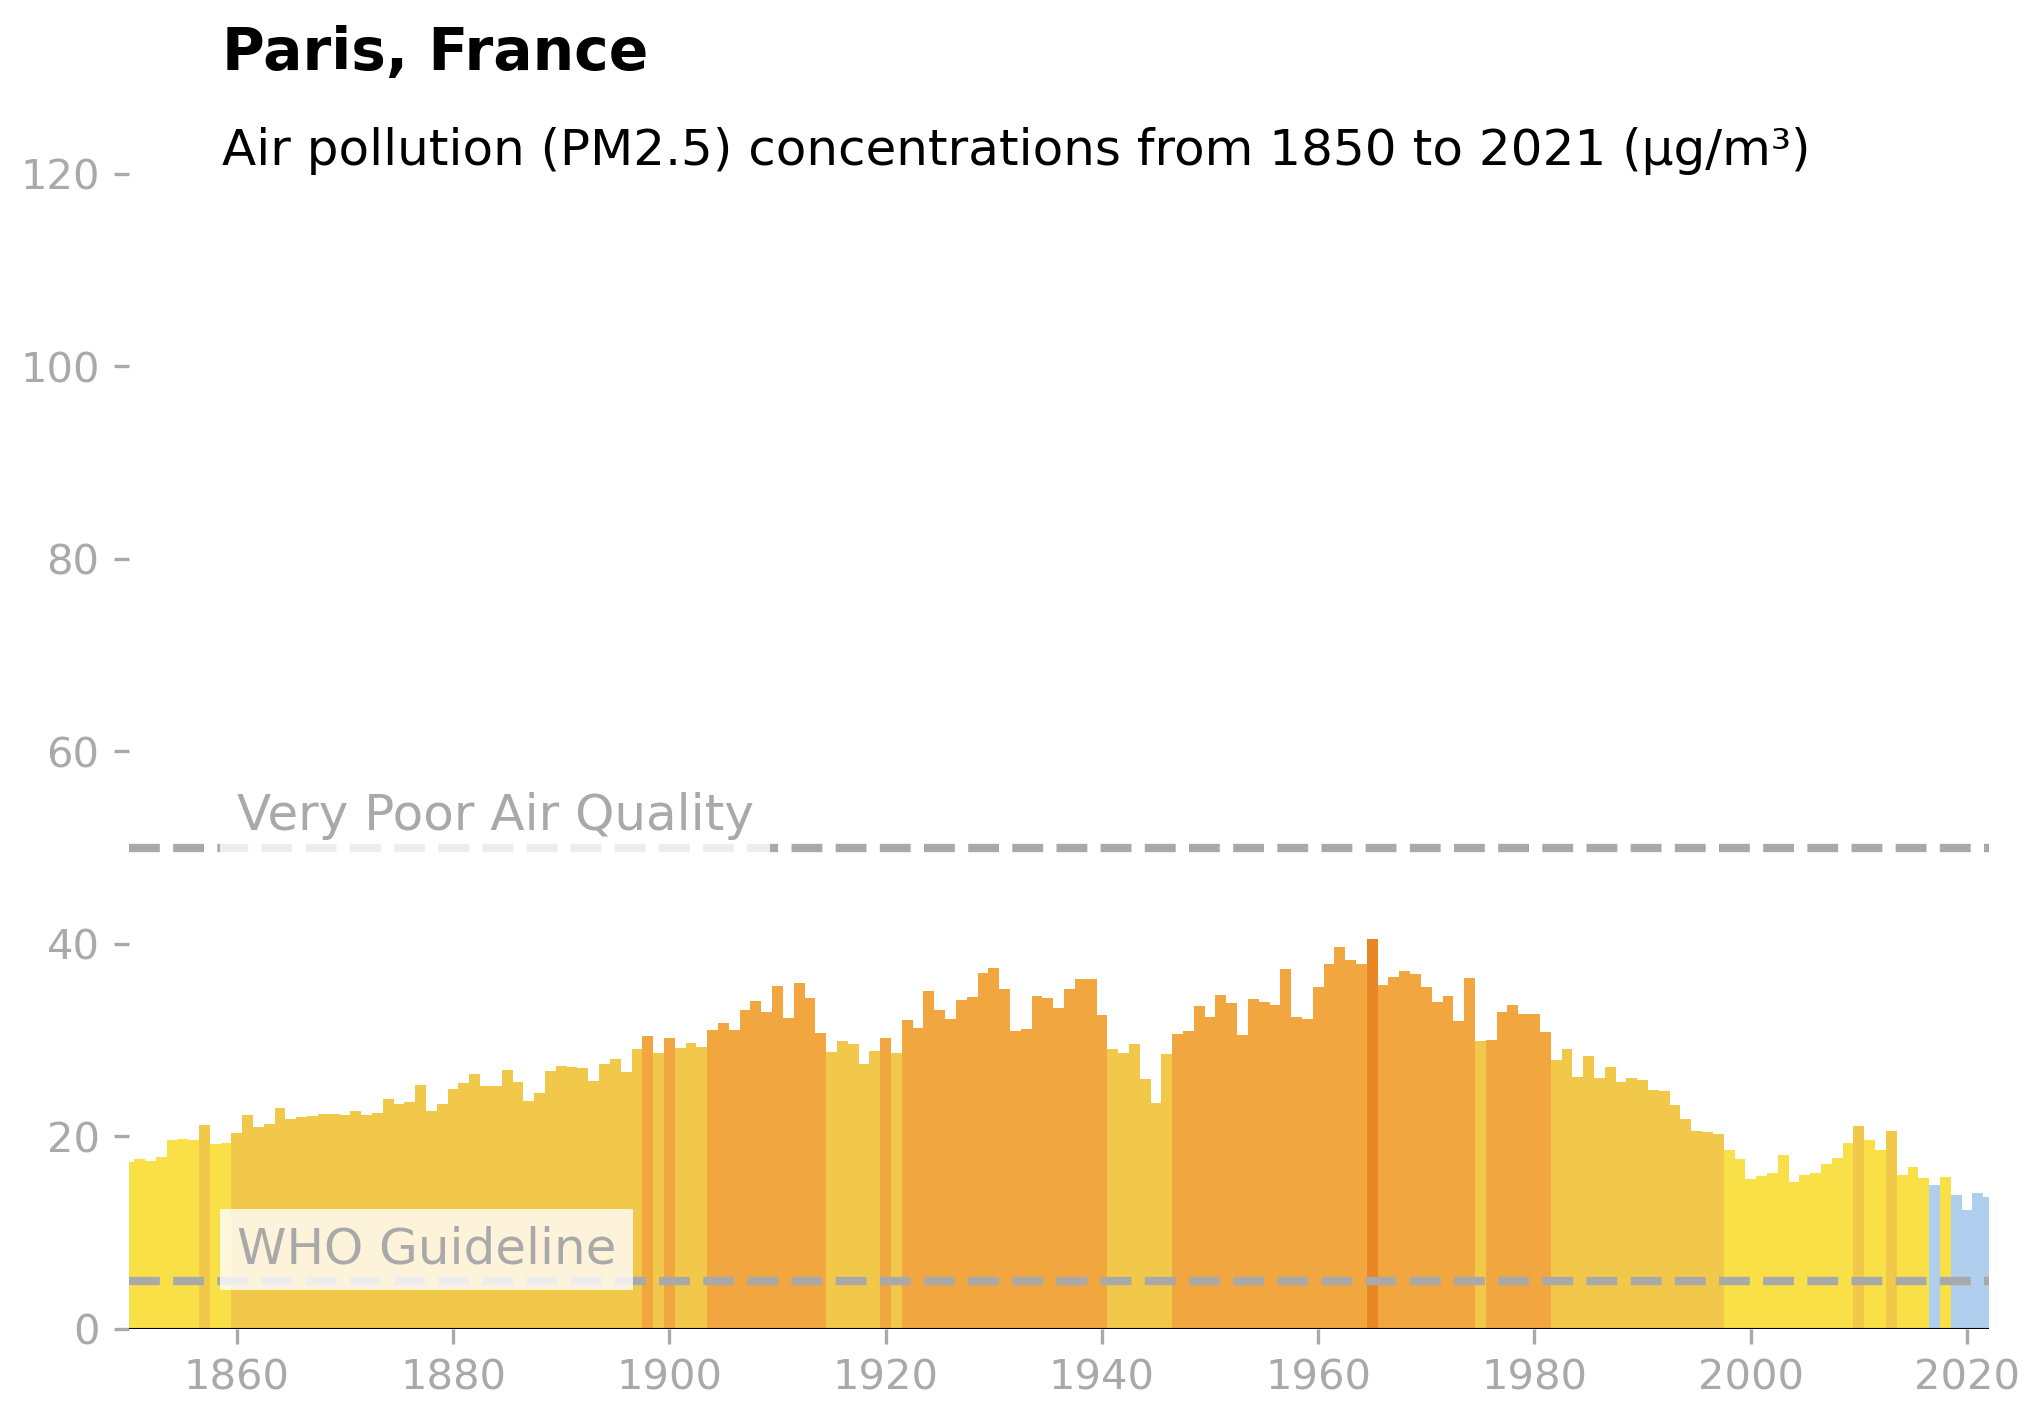 Paris, France
Air pollution (PM2.5) concentrations from 1850 to 2021 (µg/m³)
120
100
80
60
Very Poor Air Quality
40
20
WHO Guideline
0
1860 1880 1900 1920 1940 1960 1980 2000 2020